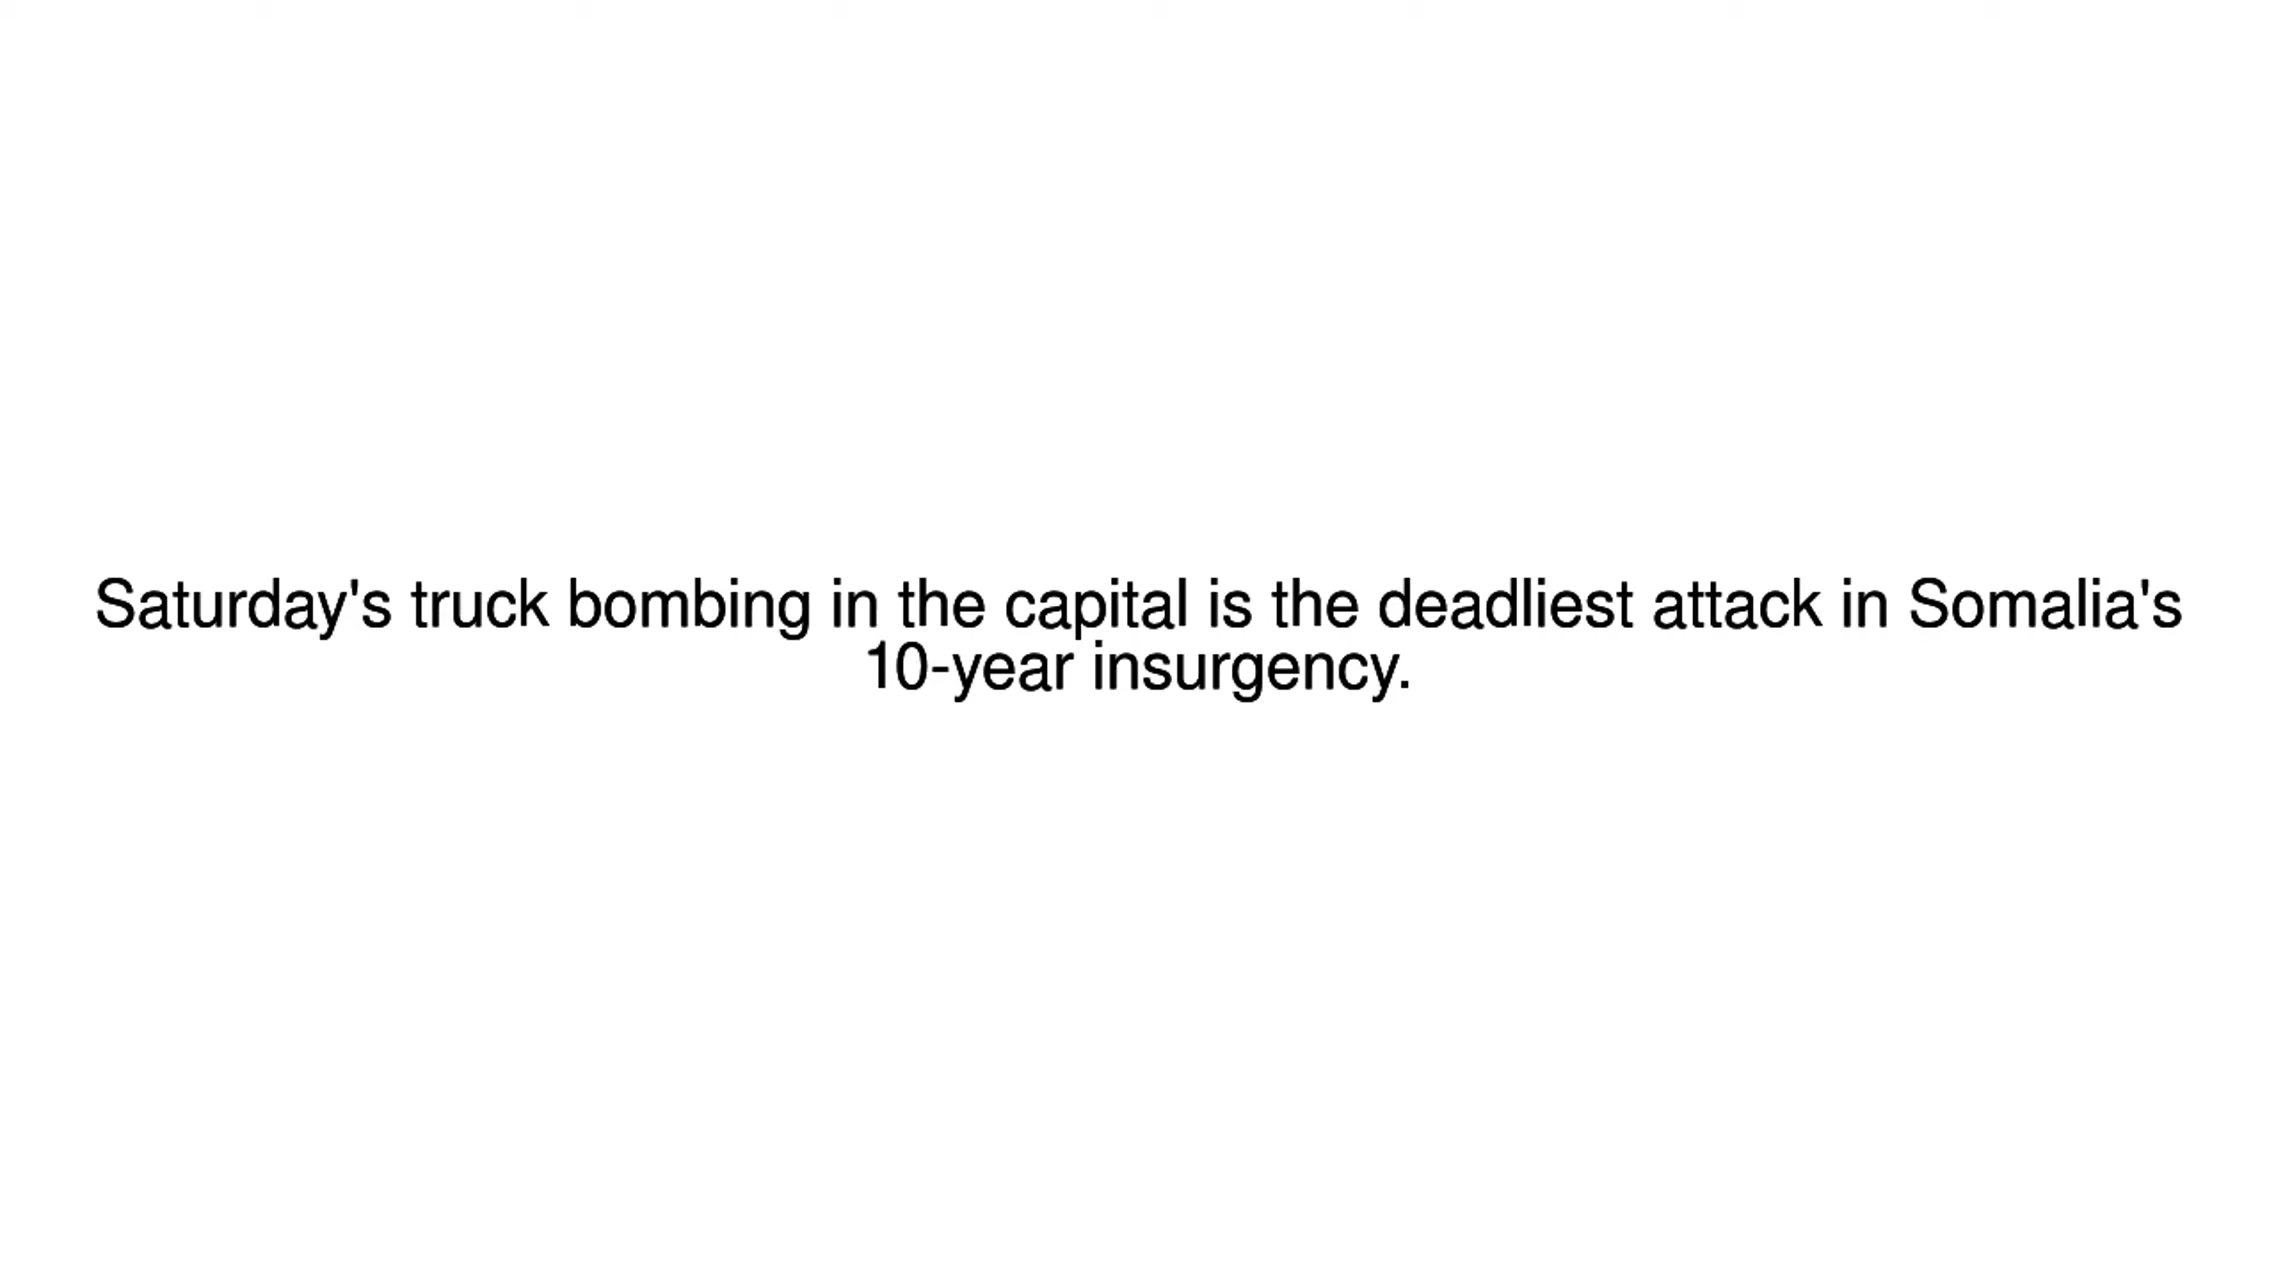 Saturday's truck bombing in the capital is the deadliest attack in Somalia's
10-year insurgency.